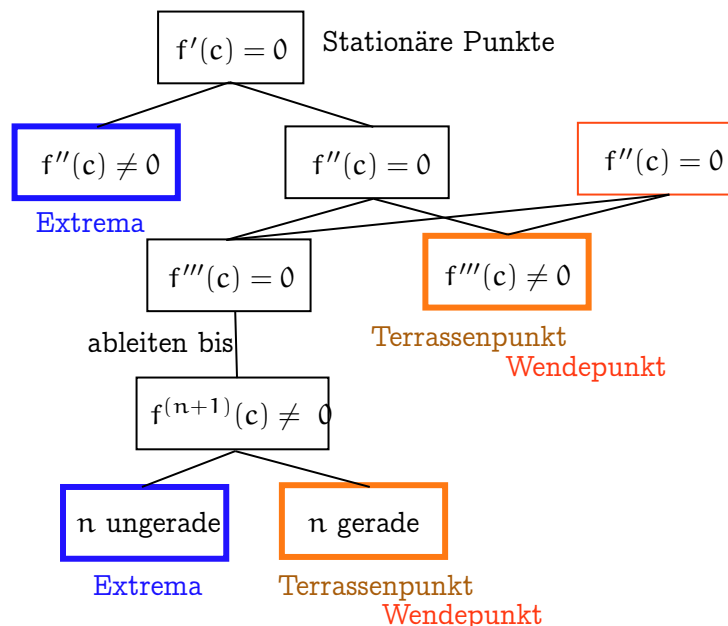 f′(c) = 0
Stationäre Punkte
f′′(c) ≠ 0
f′′(c) = 0
f′′(c) = 0
Extrema
f′′′(c) = 0
f′′′(c) ≠ 0
Terrassenpunkt
Wendepunkt
ableiten bis
f⁽ⁿ⁺¹⁾(c) ≠ 0
n ungerade
n gerade
Extrema
Terrassenpunkt
Wendepunkt